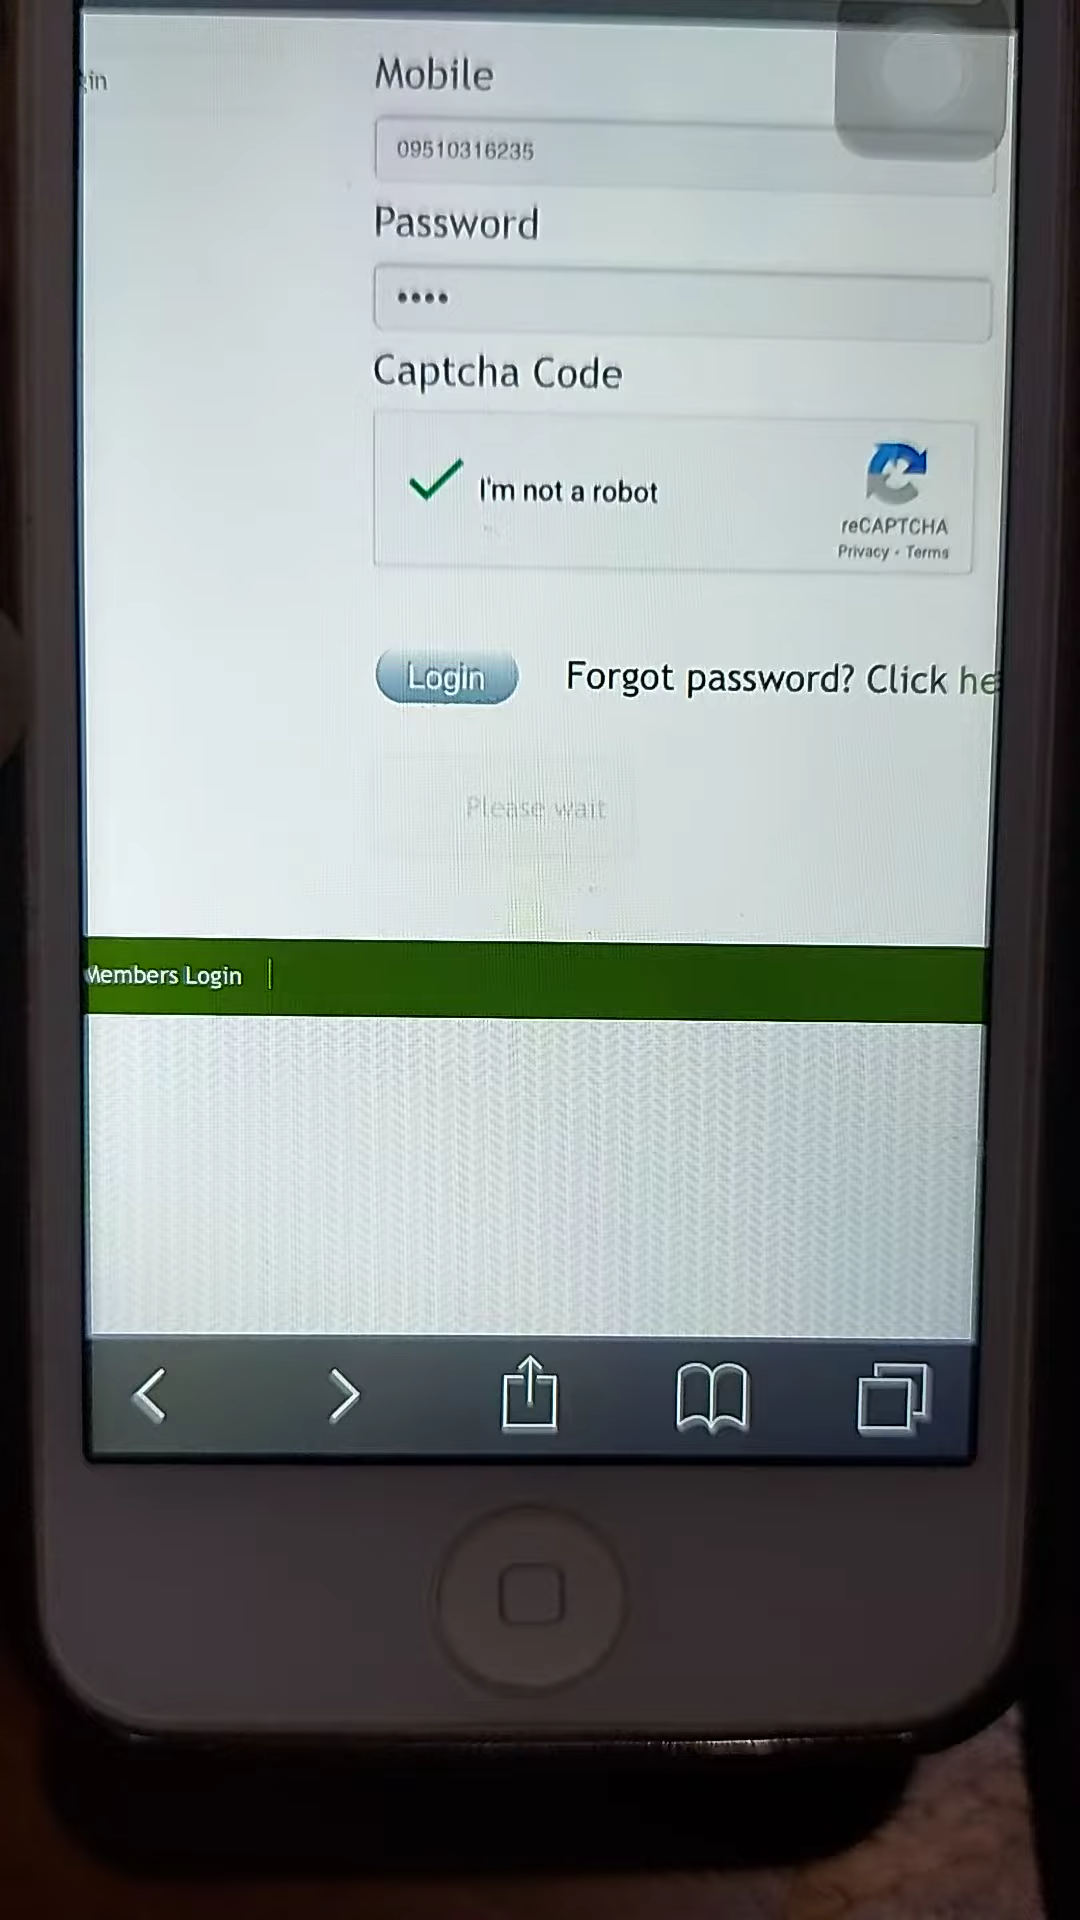 Mobile
09510316235
Password
Captcha Code
I'm not a robot
reCAPTCHA
Privacy - Terms
Login
Forgot password? Click he
Please wait
Members Login